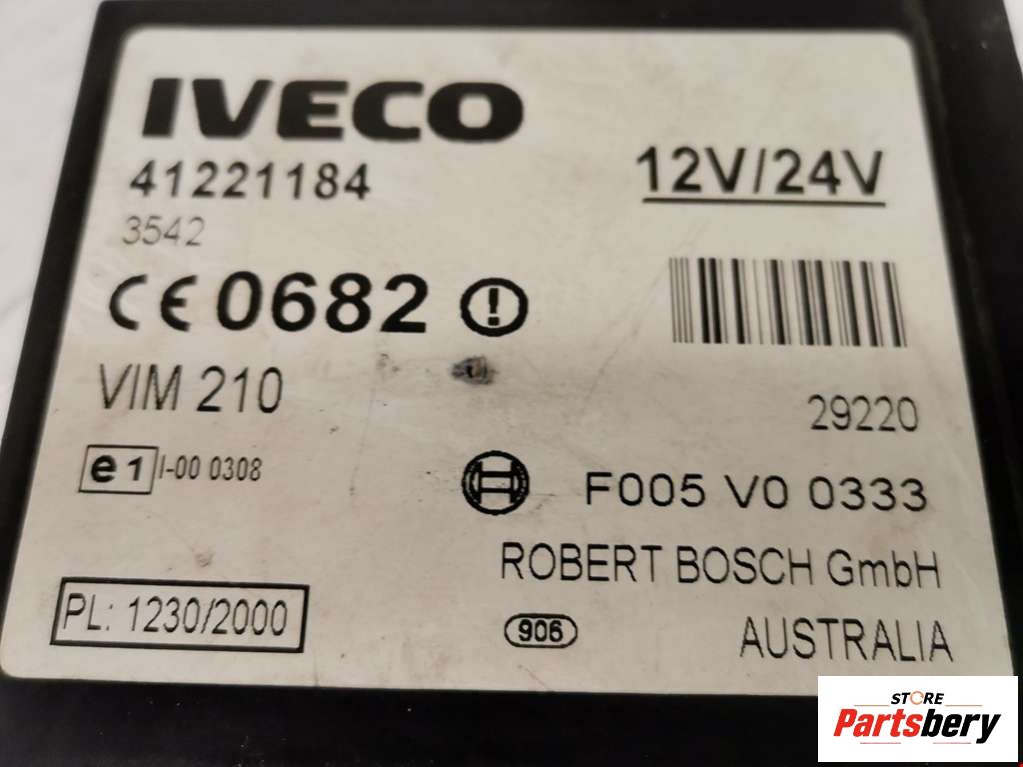 IVECO
41221184
12V/24V
3542
CE 0682 !
VIM 210
29220
e1 I-00 0308
F005 V0 0333
ROBERT BOSCH GmbH
PL: 1230/2000
906
AUSTRALIA
STORE
Partsbery